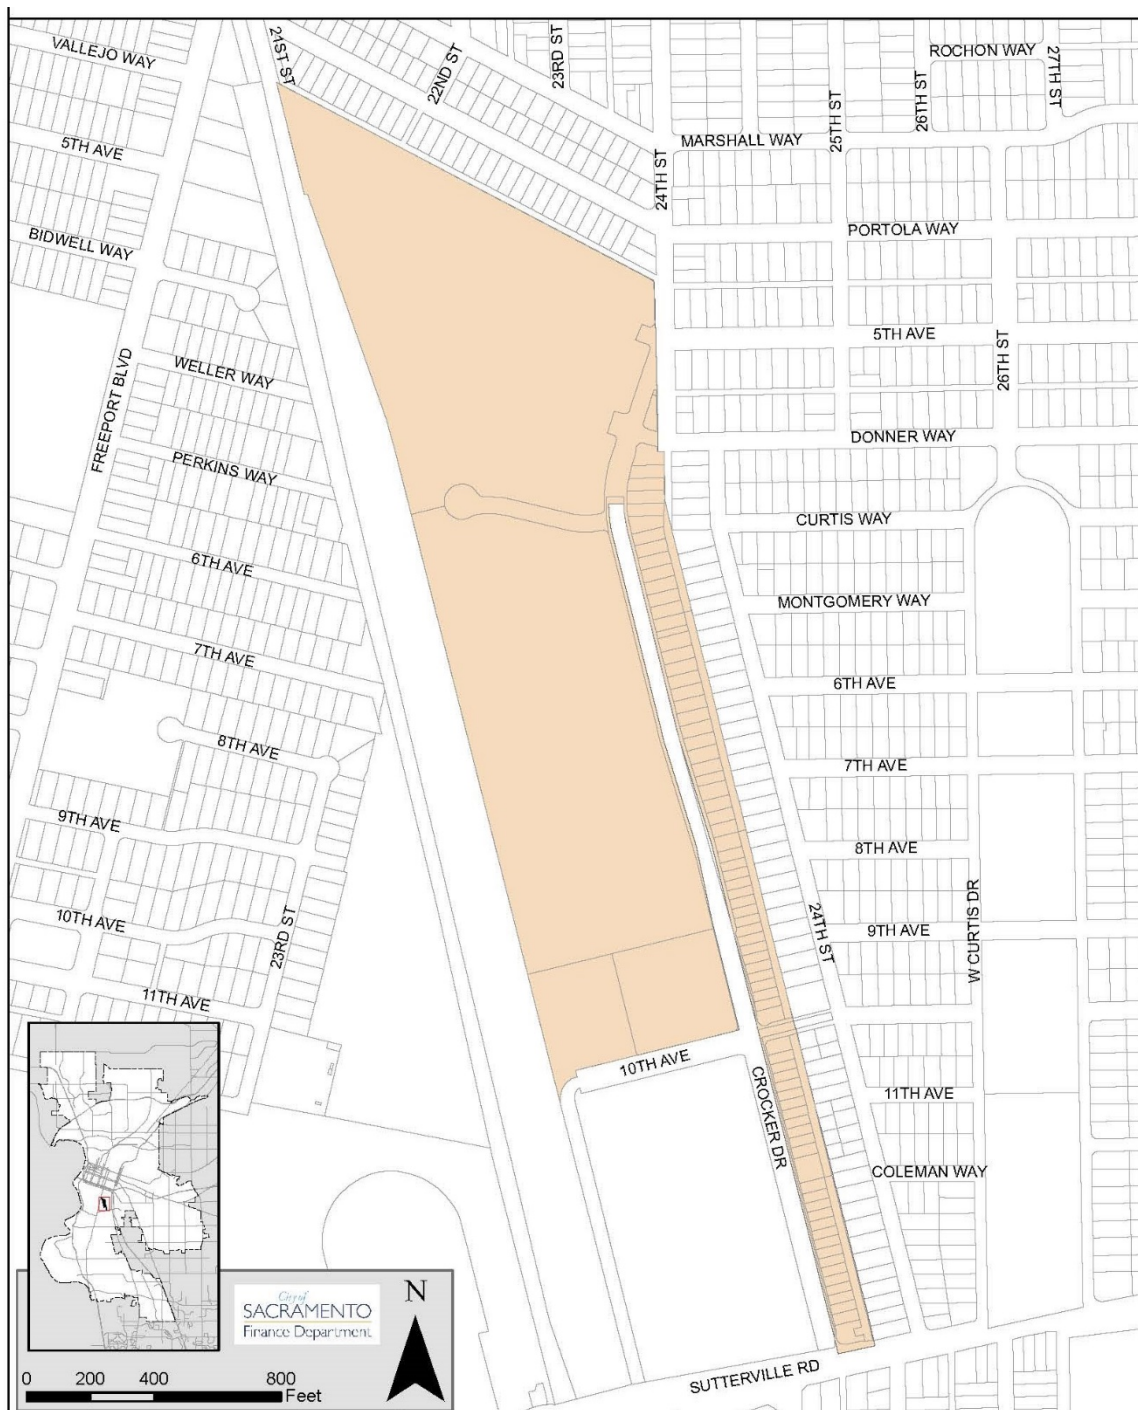 VALLEJO WAY
21ST ST
22ND ST
23RD ST
ROCHON WAY
27TH ST
26TH ST
25TH ST
5TH AVE
MARSHALL WAY
24TH ST
BIDWELL WAY
PORTOLA WAY
5TH AVE
26TH ST
WELLER WAY
FREEPORT BLVD
DONNER WAY
PERKINS WAY
CURTIS WAY
6TH AVE
MONTGOMERY WAY
7TH AVE
6TH AVE
8TH AVE
7TH AVE
9TH AVE
8TH AVE
10TH AVE
23RD ST
24TH ST
9TH AVE
W CURTIS DR
11TH AVE
10TH AVE
CROCKER DR
11TH AVE
COLEMAN WAY
City of
SACRAMENTO
Finance Department
N
0 200 400 800
Feet
SUTTERVILLE RD